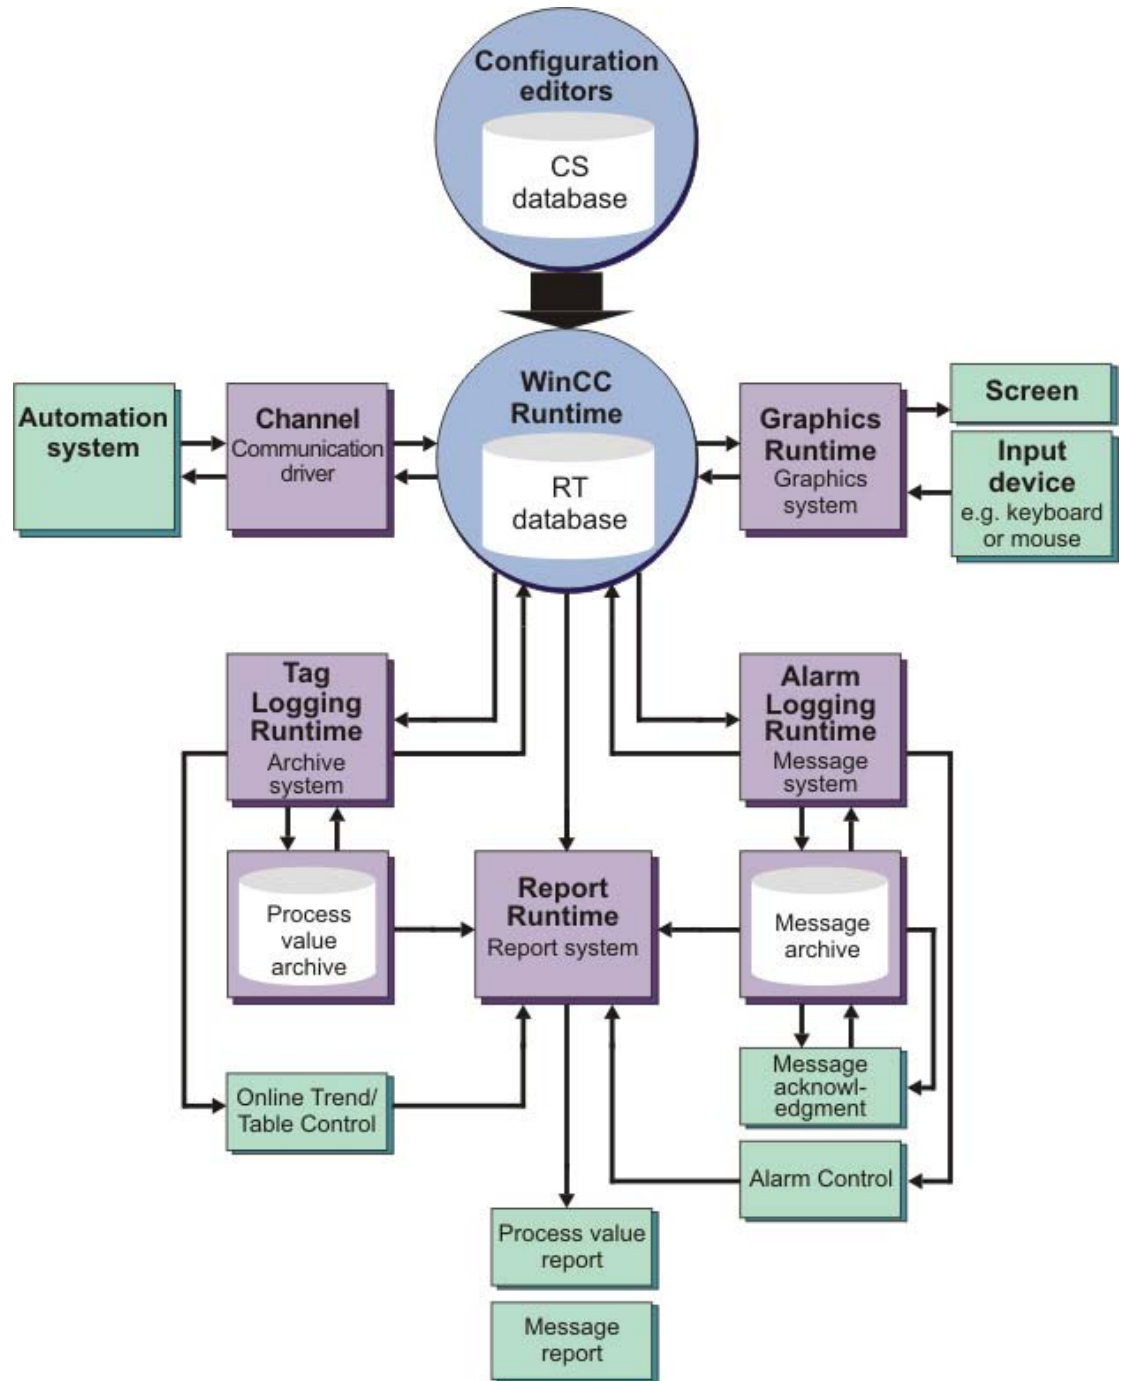 Configuration
editors
CS
database
WinCC
Runtime
RT
database
Automation
system
Channel
Communication
driver
Graphics
Runtime
Graphics
system
Screen
Input
device
e.g. keyboard
or mouse
Tag
Logging
Runtime
Archive
system
Alarm
Logging
Runtime
Message
system
Process
value
archive
Report
Runtime
Report system
Message
archive
Online Trend/
Table Control
Message
acknowl-
edgment
Alarm Control
Process value
report
Message
report